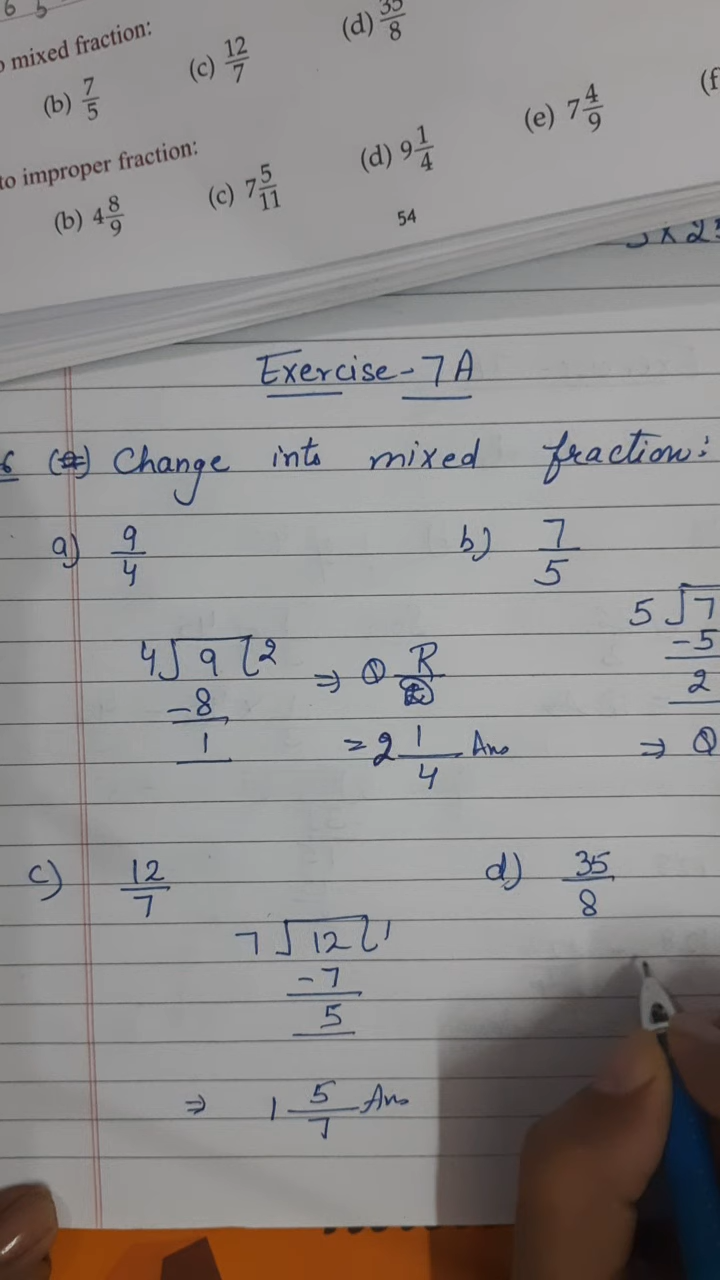 6 5
o mixed fraction:
(b) 7/5 (c) 12/7 (d) 35/8
to improper fraction:
(b) 4 8/9 (c) 7 5/11 (d) 9 1/4 (e) 7 4/9 (f
54
Exercise - 7A
6 Change into mixed fraction:
a) 9/4 b) 7/5
4 √ 9 ( 2 ⇒ Q R
-8
1
= 2 1/4 Ans
5 √ 7
-5
2
⇒ Q
c) 12/7 d) 35/8
7 √ 12 ( 1
-7
5
⇒ 1 5/7 Ans